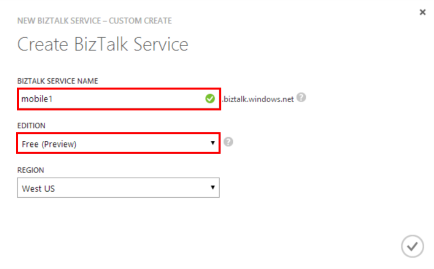 NEW BIZTALK SERVICE – CUSTOM CREATE
Create BizTalk Service
BIZTALK SERVICE NAME
mobile1 .biztalk.windows.net ?
EDITION
Free (Preview) ?
REGION
West US